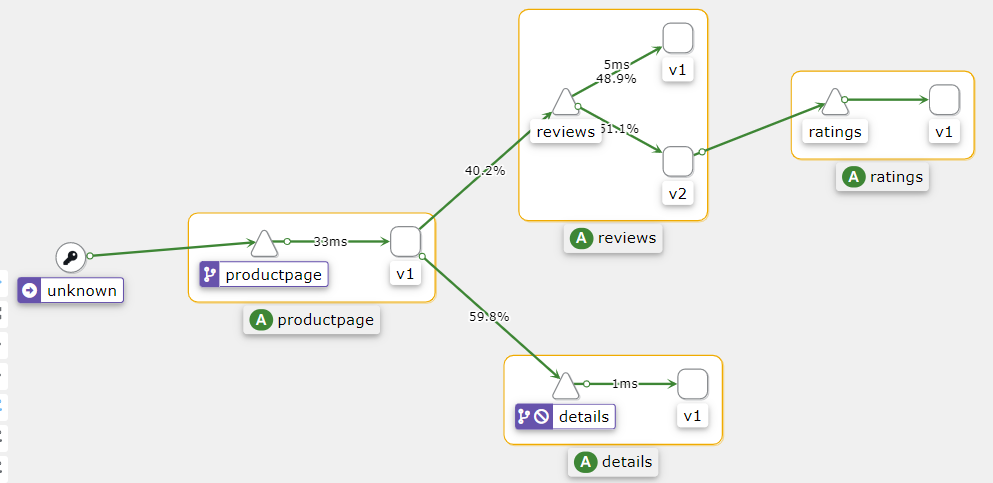 unknown
33ms
productpage
v1
A productpage
40.2%
59.8%
5ms
48.9%
v1
reviews
51.1%
v2
A reviews
ratings
v1
A ratings
1ms
details
v1
A details